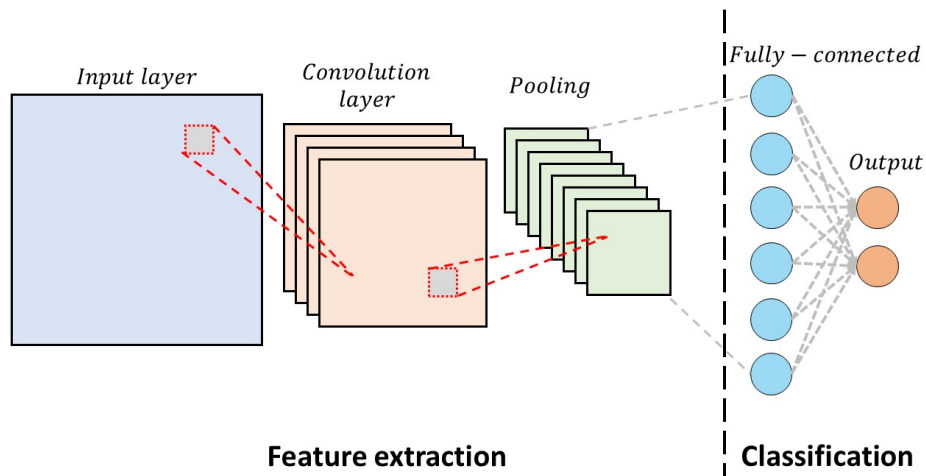 Input layer
Convolution
layer
Pooling
Fully − connected
Output
Feature extraction
Classification